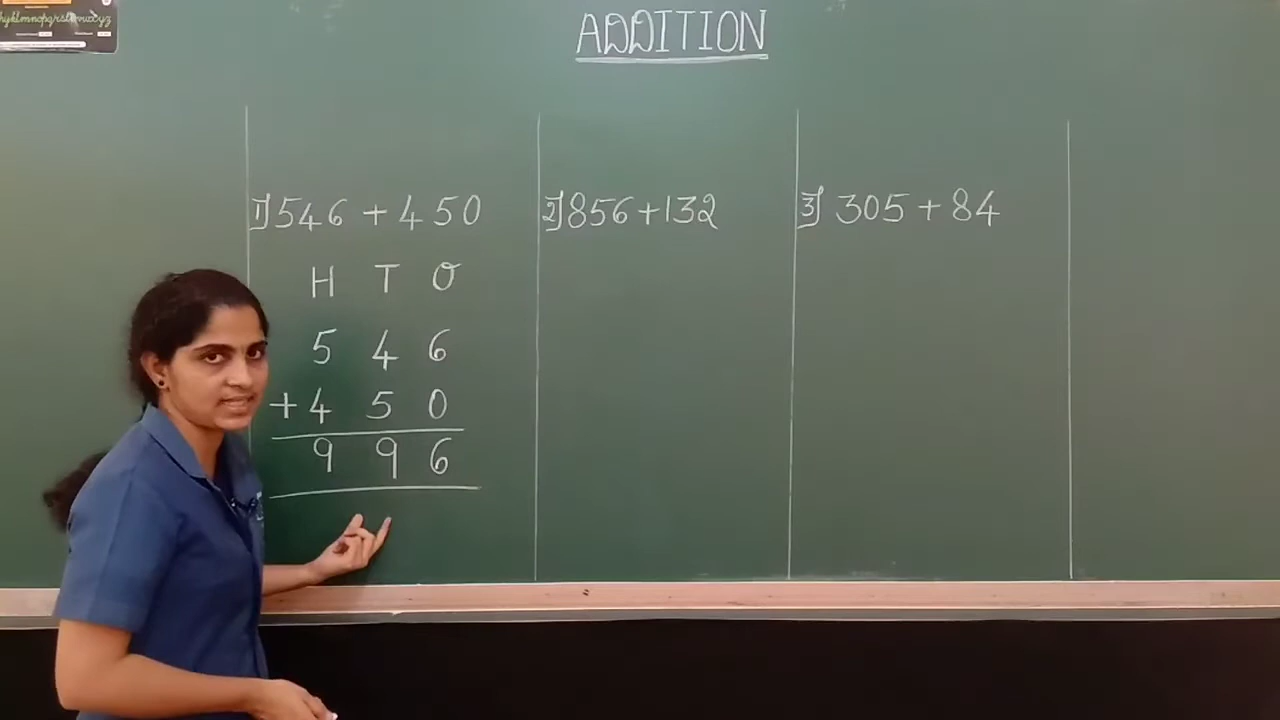 hyklmnopqrstuvwxyz
ADDITION
1] 546 + 450
H T O
5 4 6
+ 4 5 0
9 9 6
2] 856 + 132
3] 305 + 84